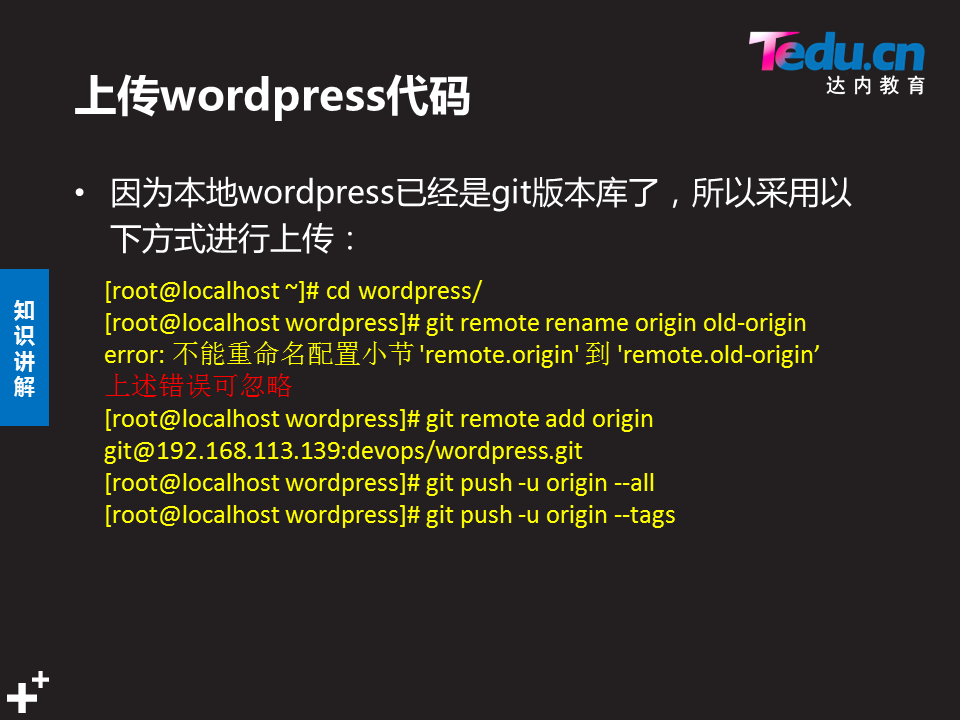 Tedu.cn
达内教育
上传wordpress代码
• 因为本地wordpress已经是git版本库了，所以采用以
下方式进行上传：
知识讲解
[root@localhost ~]# cd wordpress/
[root@localhost wordpress]# git remote rename origin old-origin
error: 不能重命名配置小节 'remote.origin' 到 'remote.old-origin’
上述错误可忽略
[root@localhost wordpress]# git remote add origin
git@192.168.113.139:devops/wordpress.git
[root@localhost wordpress]# git push -u origin --all
[root@localhost wordpress]# git push -u origin --tags